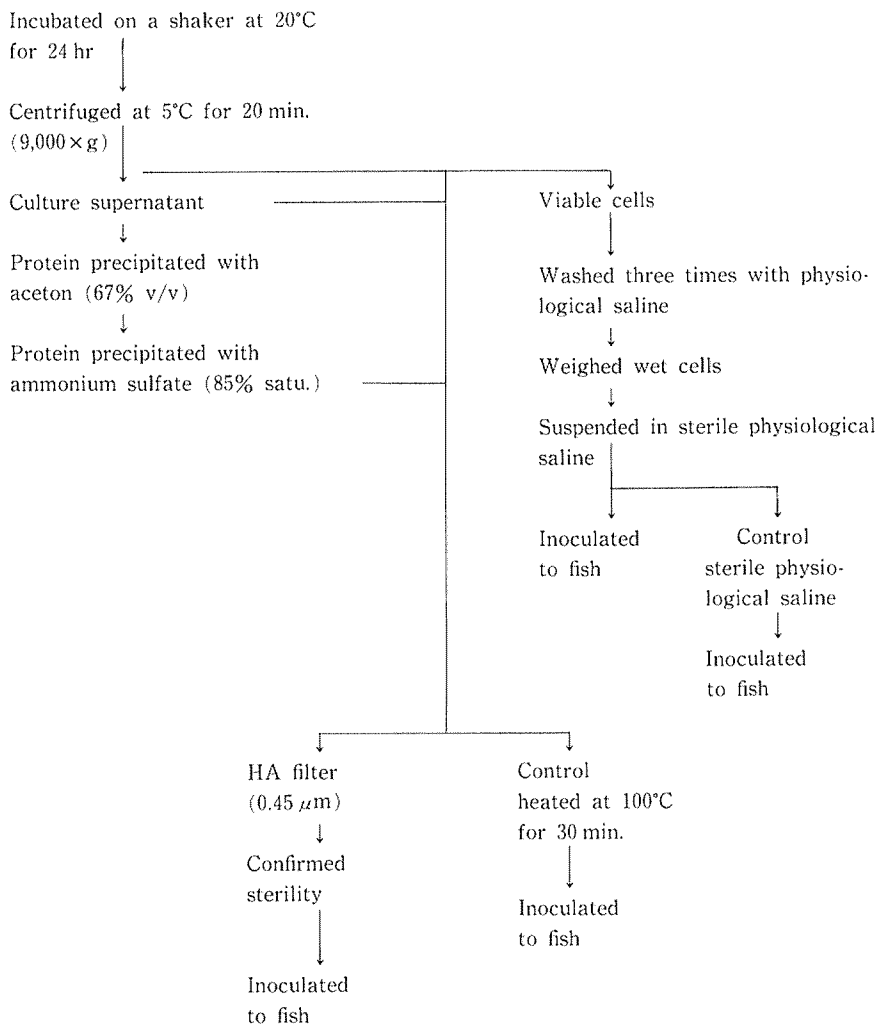 Incubated on a shaker at 20°C
for 24 hr
Centrifuged at 5°C for 20 min.
(9,000×g)
Culture supernatant
Protein precipitated with
aceton (67% v/v)
Protein precipitated with
ammonium sulfate (85% satu.)
Viable cells
Washed three times with physio-
logical saline
Weighed wet cells
Suspended in sterile physiological
saline
Inoculated
to fish
Control
sterile physio-
logical saline
Inoculated
to fish
HA filter
(0.45 μm)
Confirmed
sterility
Inoculated
to fish
Control
heated at 100°C
for 30 min.
Inoculated
to fish